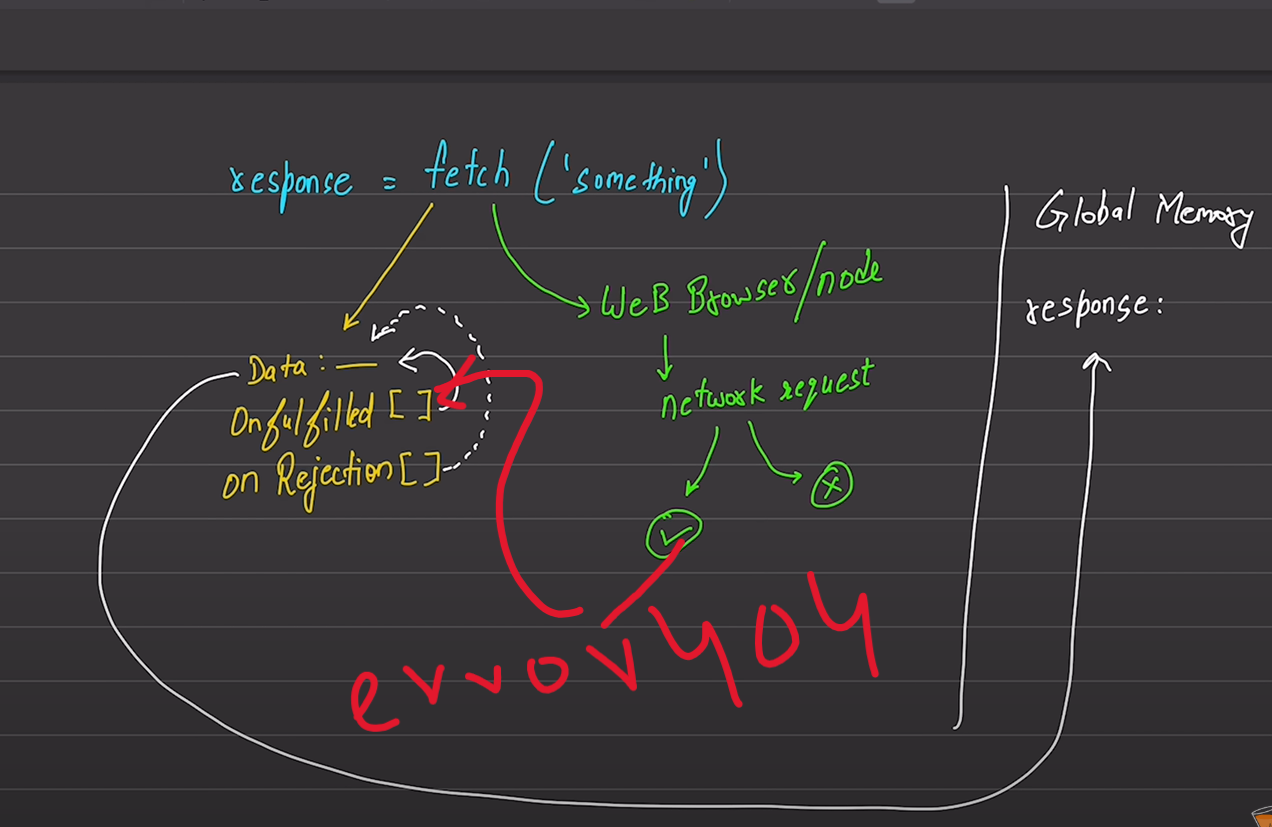 response = fetch ('something')
Global Memory
WeB Browser/node
response:
Data : —
network request
Onfulfilled [ ]
on Rejection [ ]
error 404